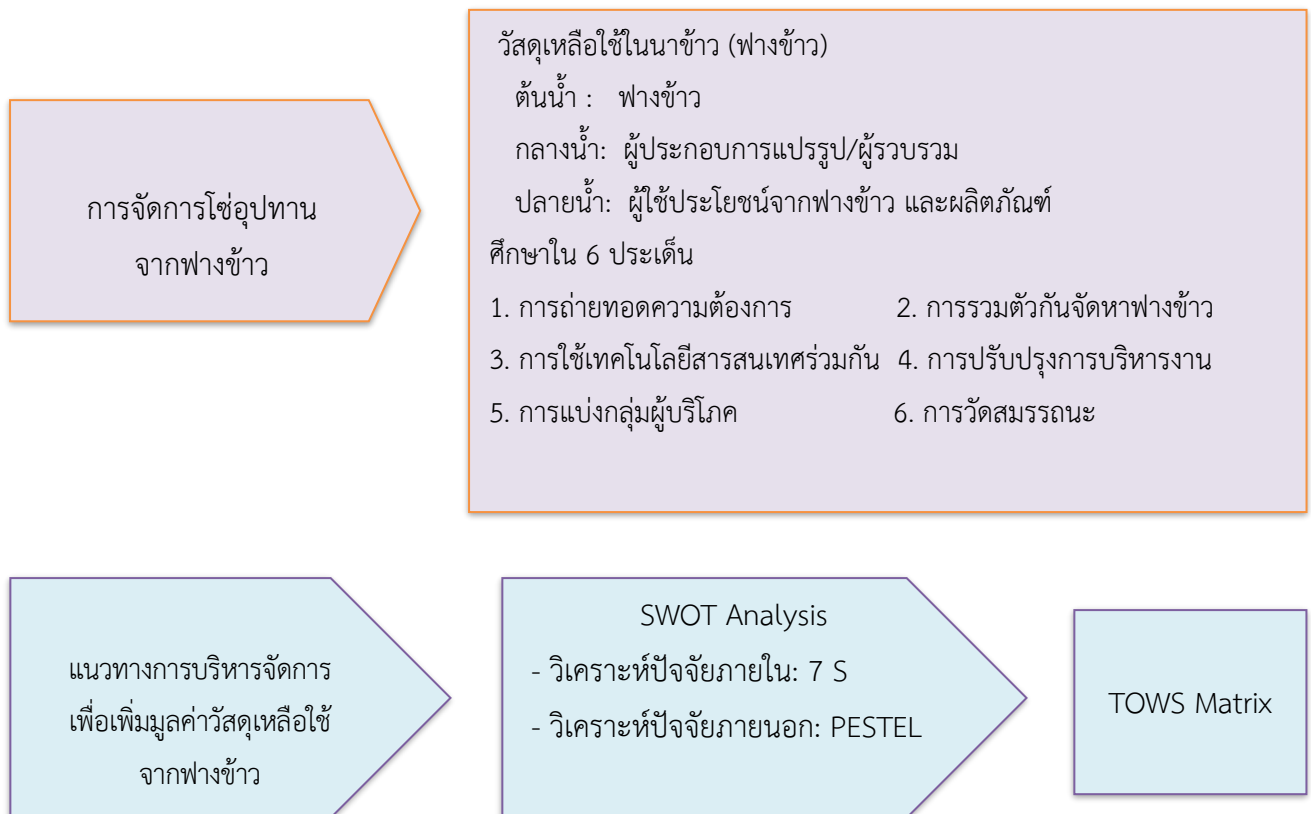 การจัดการโซ่อุปทาน
จากฟางข้าว
วัสดุเหลือใช้ในนาข้าว (ฟางข้าว)
ต้นน้ำ :   ฟางข้าว
กลางน้ำ:  ผู้ประกอบการแปรรูป/ผู้รวบรวม
ปลายน้ำ:  ผู้ใช้ประโยชน์จากฟางข้าว และผลิตภัณฑ์
ศึกษาใน 6 ประเด็น
1. การถ่ายทอดความต้องการ 2. การรวมตัวกันจัดหาฟางข้าว
3. การใช้เทคโนโลยีสารสนเทศร่วมกัน 4. การปรับปรุงการบริหารงาน
5. การแบ่งกลุ่มผู้บริโภค 6. การวัดสมรรถนะ
แนวทางการบริหารจัดการ
เพื่อเพิ่มมูลค่าวัสดุเหลือใช้
จากฟางข้าว
SWOT Analysis
- วิเคราะห์ปัจจัยภายใน: 7 S
- วิเคราะห์ปัจจัยภายนอก: PESTEL
TOWS Matrix